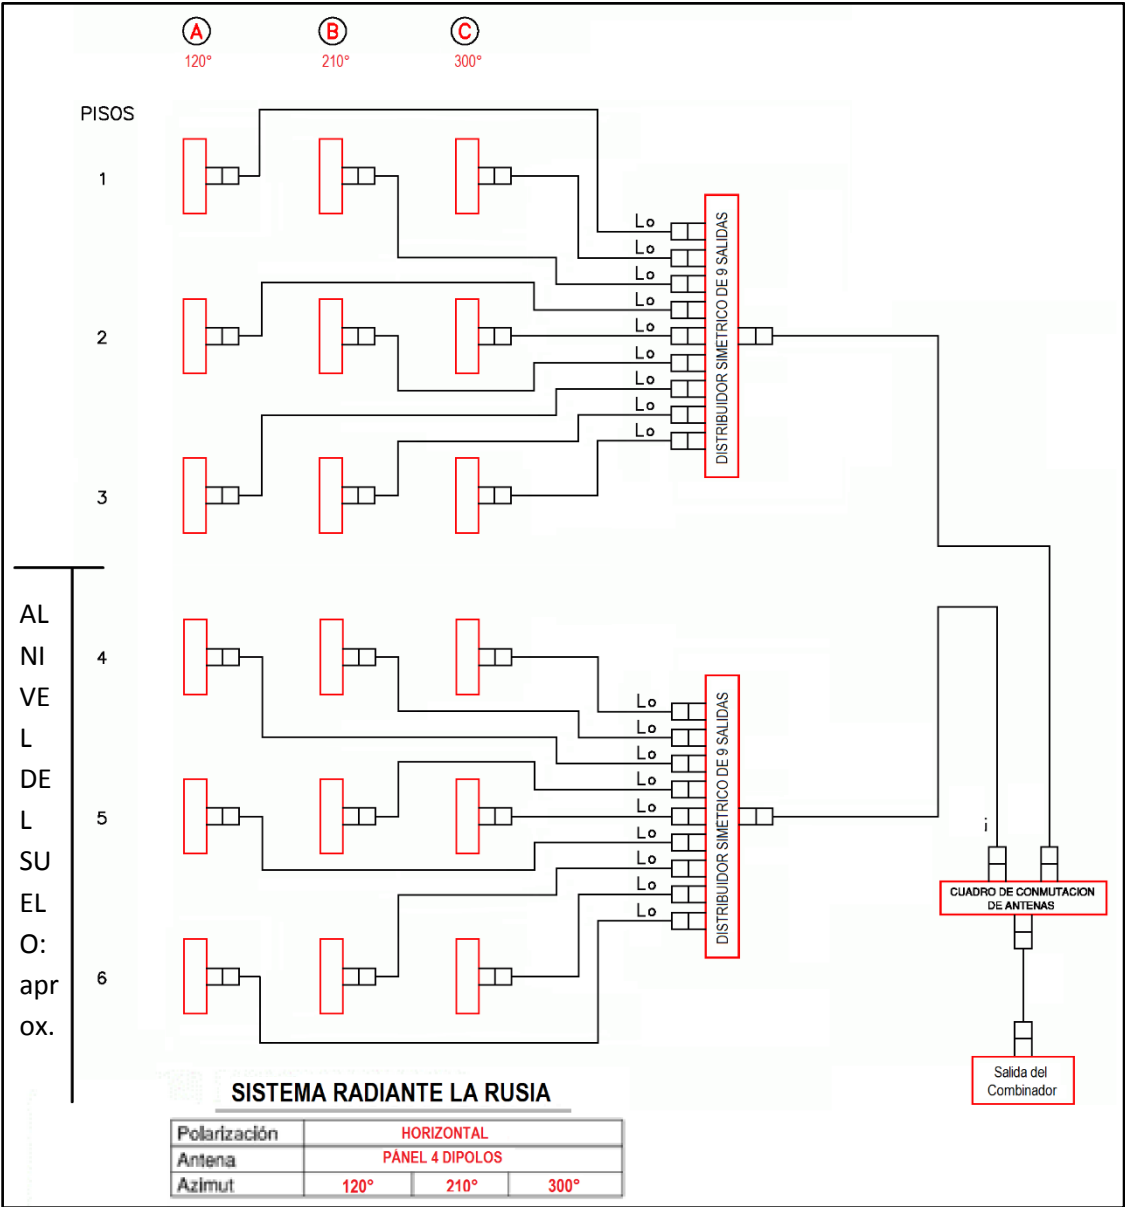 A B C
120° 210° 300°
PISOS
1
Lo
Lo
Lo
Lo
2
Lo
Lo
Lo
Lo
Lo
3
DISTRIBUIDOR SIMETRICO DE 9 SALIDAS
AL
NI
VE
L
DE
L
SU
EL
O:
apr
ox.
4
Lo
Lo
Lo
Lo
5
Lo
Lo
Lo
Lo
Lo
6
DISTRIBUIDOR SIMÉTRICO DE 9 SALIDAS
i
CUADRO DE CONMUTACION
DE ANTENAS
Salida del
Combinador
SISTEMA RADIANTE LA RUSIA
Polarización HORIZONTAL
Antena PÁNEL 4 DIPOLOS
Azimut 120° 210° 300°